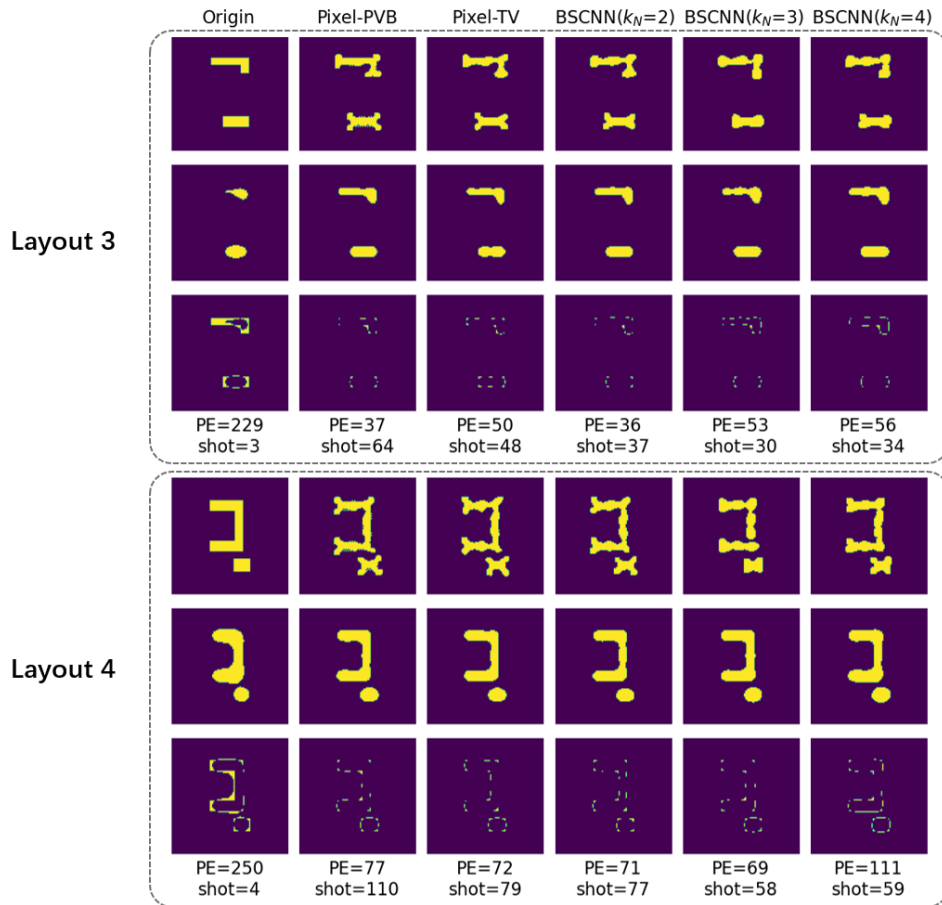 Origin Pixel-PVB Pixel-TV BSCNN(k_N=2) BSCNN(k_N=3) BSCNN(k_N=4)
Layout 3
PE=229 PE=37 PE=50 PE=36 PE=53 PE=56
shot=3 shot=64 shot=48 shot=37 shot=30 shot=34
Layout 4
PE=250 PE=77 PE=72 PE=71 PE=69 PE=111
shot=4 shot=110 shot=79 shot=77 shot=58 shot=59